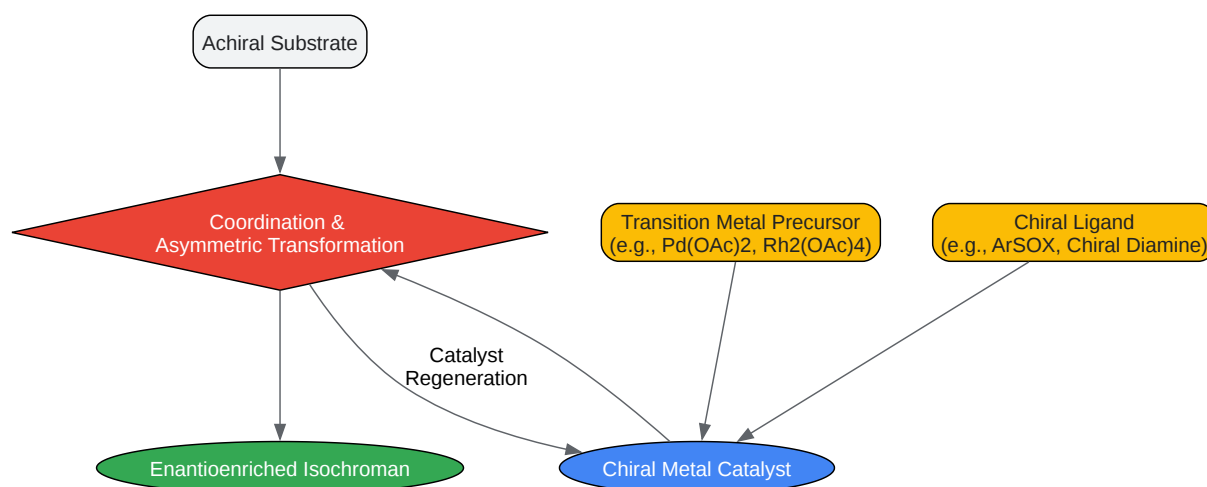 Achiral Substrate
Coordination &
Asymmetric Transformation
Transition Metal Precursor
(e.g., Pd(OAc)2, Rh2(OAc)4)
Chiral Ligand
(e.g., ArSOX, Chiral Diamine)
Catalyst
Regeneration
Enantioenriched Isochroman
Chiral Metal Catalyst